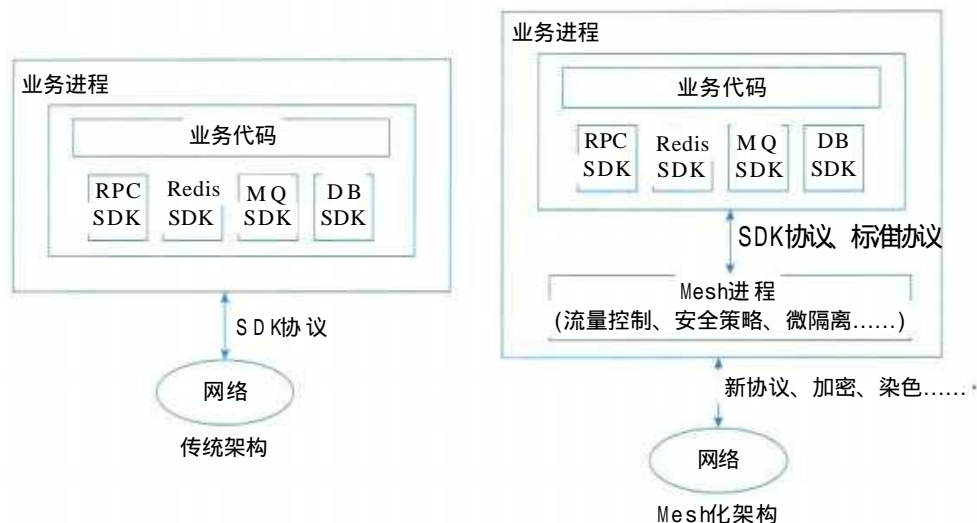 业务进程
业务代码
RPC SDK
Redis SDK
MQ SDK
DB SDK
SDK协议
网络
传统架构
业务进程
业务代码
RPC SDK
Redis SDK
MQ SDK
DB SDK
SDK协议、标准协议
Mesh进程
(流量控制、安全策略、微隔离……)
新协议、加密、染色……
网络
Mesh化架构